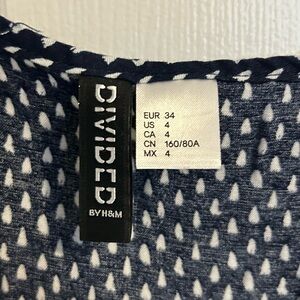 DIVIDED
BY H&M
EUR 34
US 4
CA 4
CN 160/80A
MX 4